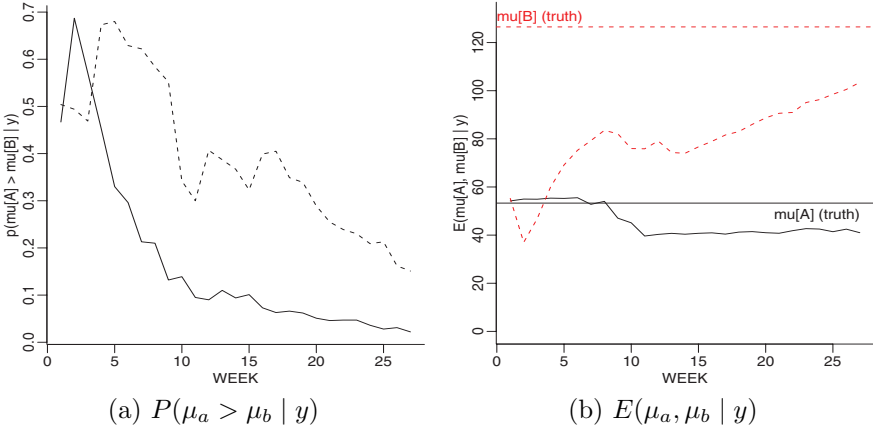 p(mu[A] > mu[B] | y)
0.0 0.1 0.2 0.3 0.4 0.5 0.6 0.7
0 5 10 15 20 25
WEEK
(a) P(μₐ > μ_b | y)
E(mu[A], mu[B] | y)
0 20 40 60 80 100 120
mu[B] (truth)
mu[A] (truth)
0 5 10 15 20 25
WEEK
(b) E(μₐ, μ_b | y)